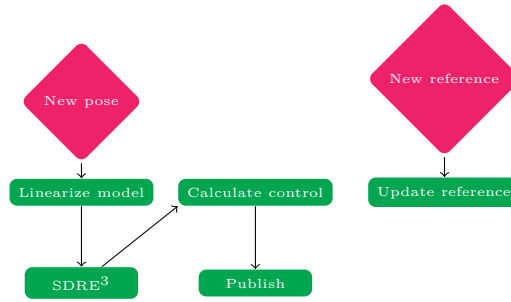 New pose
New reference
Linearize model
Calculate control
Update reference
SDRE³
Publish